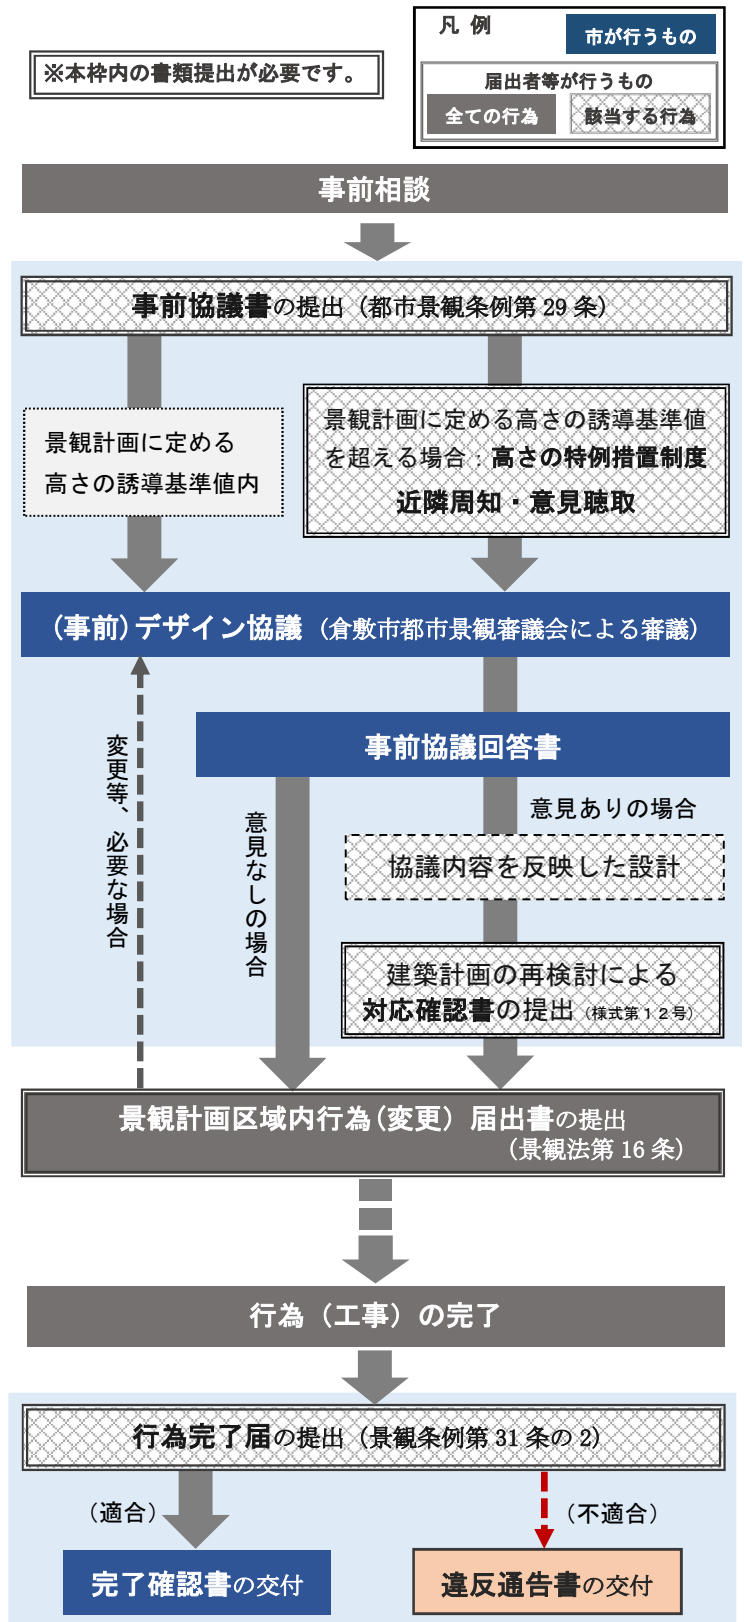 凡 例
市が行うもの
※本枠内の書類提出が必要です。
届出者等が行うもの
全ての行為
該当する行為
事前相談
事前協議書の提出（都市景観条例第 29 条）
景観計画に定める
高さの誘導基準値内
景観計画に定める高さの誘導基準値
を超える場合：高さの特例措置制度
近隣周知・意見聴取
(事前)デザイン協議（倉敷市都市景観審議会による審議）
事前協議回答書
変更等、必要な場合
意見なしの場合
意見ありの場合
協議内容を反映した設計
建築計画の再検討による
対応確認書の提出（様式第１２号）
景観計画区域内行為(変更）届出書の提出
（景観法第 16 条）
行為（工事）の完了
行為完了届の提出（景観条例第 31 条の 2）
（適合）
（不適合）
完了確認書の交付
違反通告書の交付